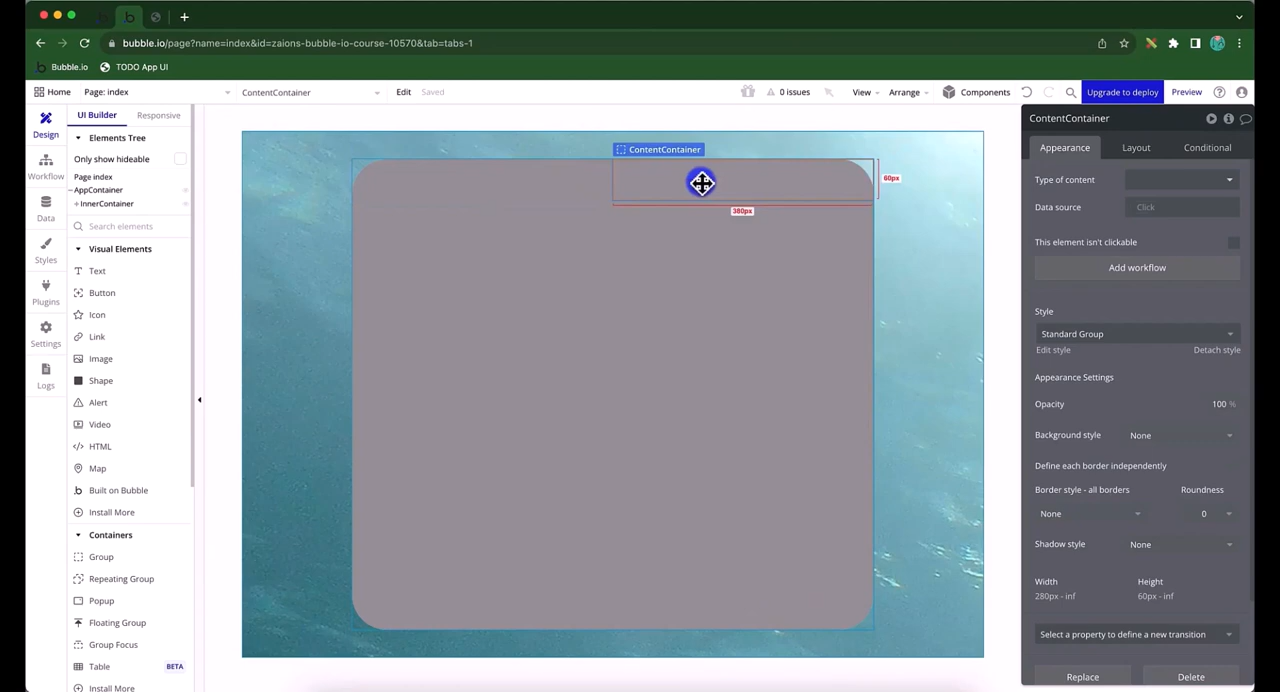 bubble.io/page?name=index&id=zaions-bubble-io-course-10570&tab=tabs-1
Bubble.io TODO App UI
Home Page: index ContentContainer Edit Saved 0 issues View Arrange Components Upgrade to deploy Preview
Design
Workflow
Data
Styles
Plugins
Settings
Logs
UI Builder Responsive
Elements Tree
Only show hideable
Page index
AppContainer
InnerContainer
Search elements
Visual Elements
Text
Button
Icon
Link
Image
Shape
Alert
Video
HTML
Map
Built on Bubble
Install More
Containers
Group
Repeating Group
Popup
Floating Group
Group Focus
Table BETA
Install More
ContentContainer
60px
380px
ContentContainer
Appearance Layout Conditional
Type of content
Data source Click
This element isn't clickable
Add workflow
Style
Standard Group
Edit style Detach style
Appearance Settings
Opacity 100 %
Background style None
Define each border independently
Border style - all borders Roundness
None 0
Shadow style None
Width Height
280px - inf 60px - inf
Select a property to define a new transition
Replace Delete